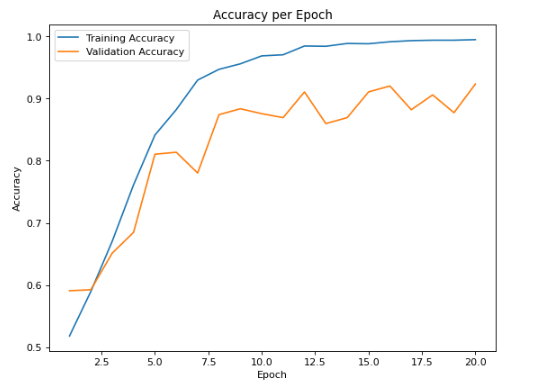 Accuracy per Epoch
Training Accuracy
Validation Accuracy
1.0
0.9
0.8
0.7
0.6
0.5
Accuracy
2.5 5.0 7.5 10.0 12.5 15.0 17.5 20.0
Epoch